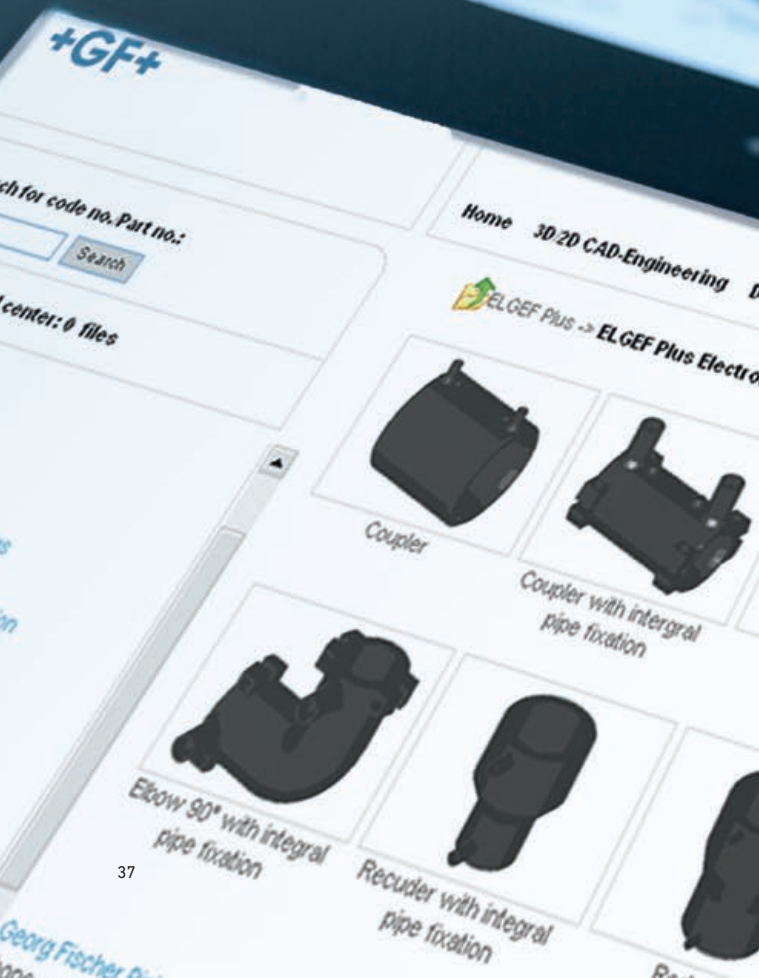 +GF+
ch for code no./Part no.:
Search
center: 0 files
Home 3D/2D CAD-Engineering
ELGEF Plus -> ELGEF Plus Electro
Coupler
Coupler with intergral
pipe fixation
Elbow 90° with integral
pipe fixation
Recuder with integral
pipe fixation
37
Georg Fischer